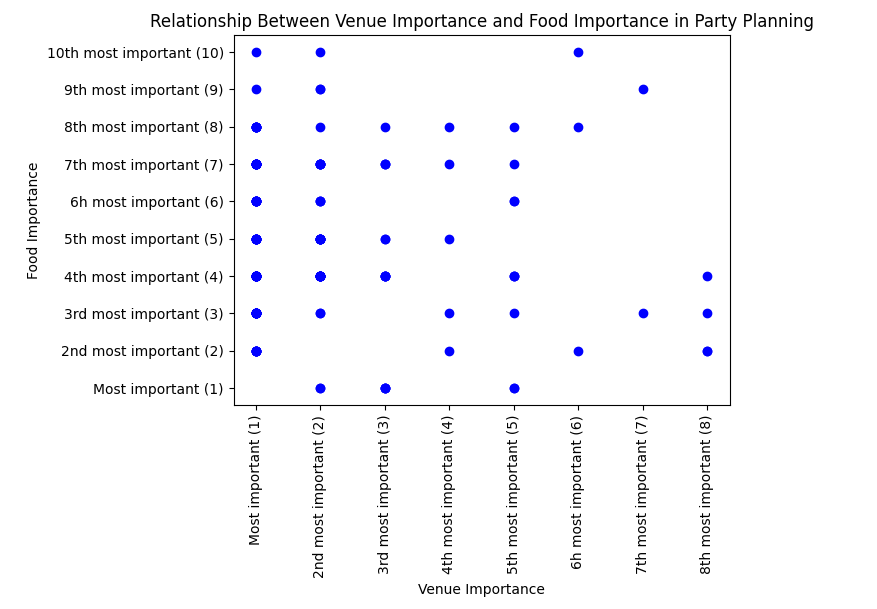 Relationship Between Venue Importance and Food Importance in Party Planning
10th most important (10)
9th most important (9)
8th most important (8)
7th most important (7)
6h most important (6)
5th most important (5)
4th most important (4)
3rd most important (3)
2nd most important (2)
Most important (1)
Food Importance
Most important (1)
2nd most important (2)
3rd most important (3)
4th most important (4)
5th most important (5)
6h most important (6)
7th most important (7)
8th most important (8)
Venue Importance